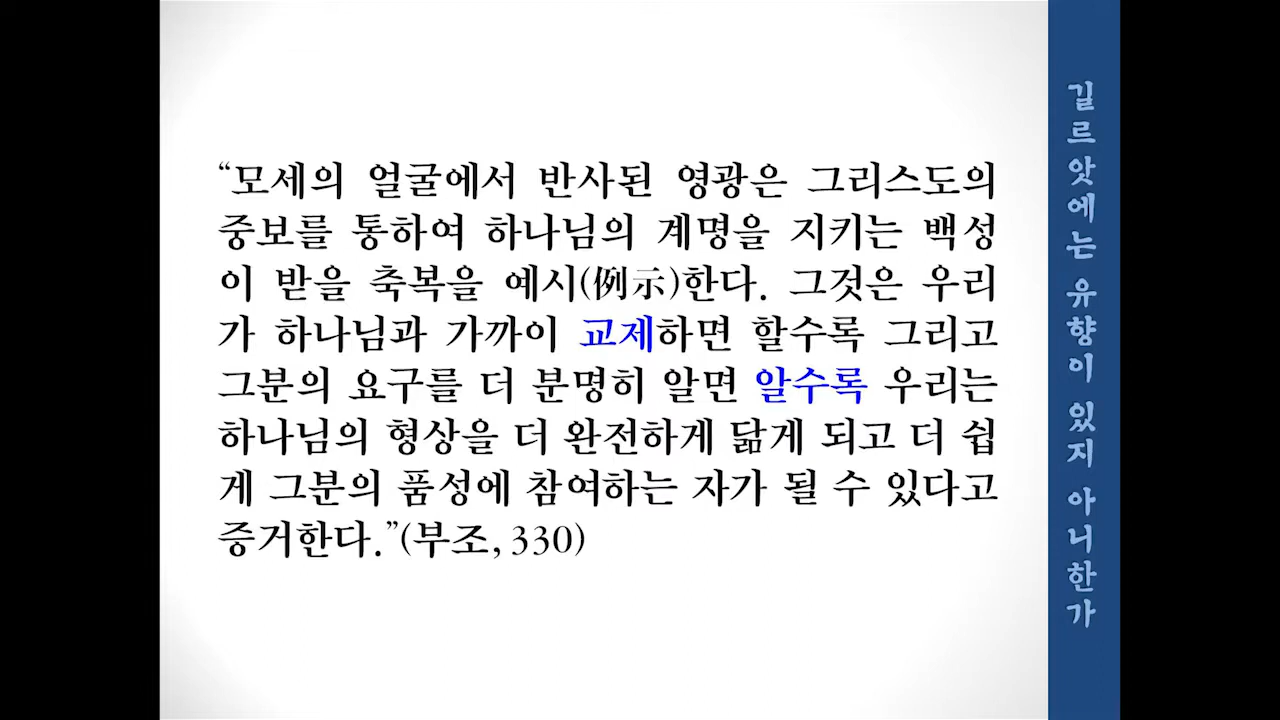 “모세의 얼굴에서 반사된 영광은 그리스도의
중보를 통하여 하나님의 계명을 지키는 백성
이 받을 축복을 예시(例示)한다. 그것은 우리
가 하나님과 가까이 교제하면 할수록 그리고
그분의 요구를 더 분명히 알면 알수록 우리는
하나님의 형상을 더 완전하게 닮게 되고 더 쉽
게 그분의 품성에 참여하는 자가 될 수 있다고
증거한다.”(부조, 330)
길르앗에는 유향이 있지 아니한가